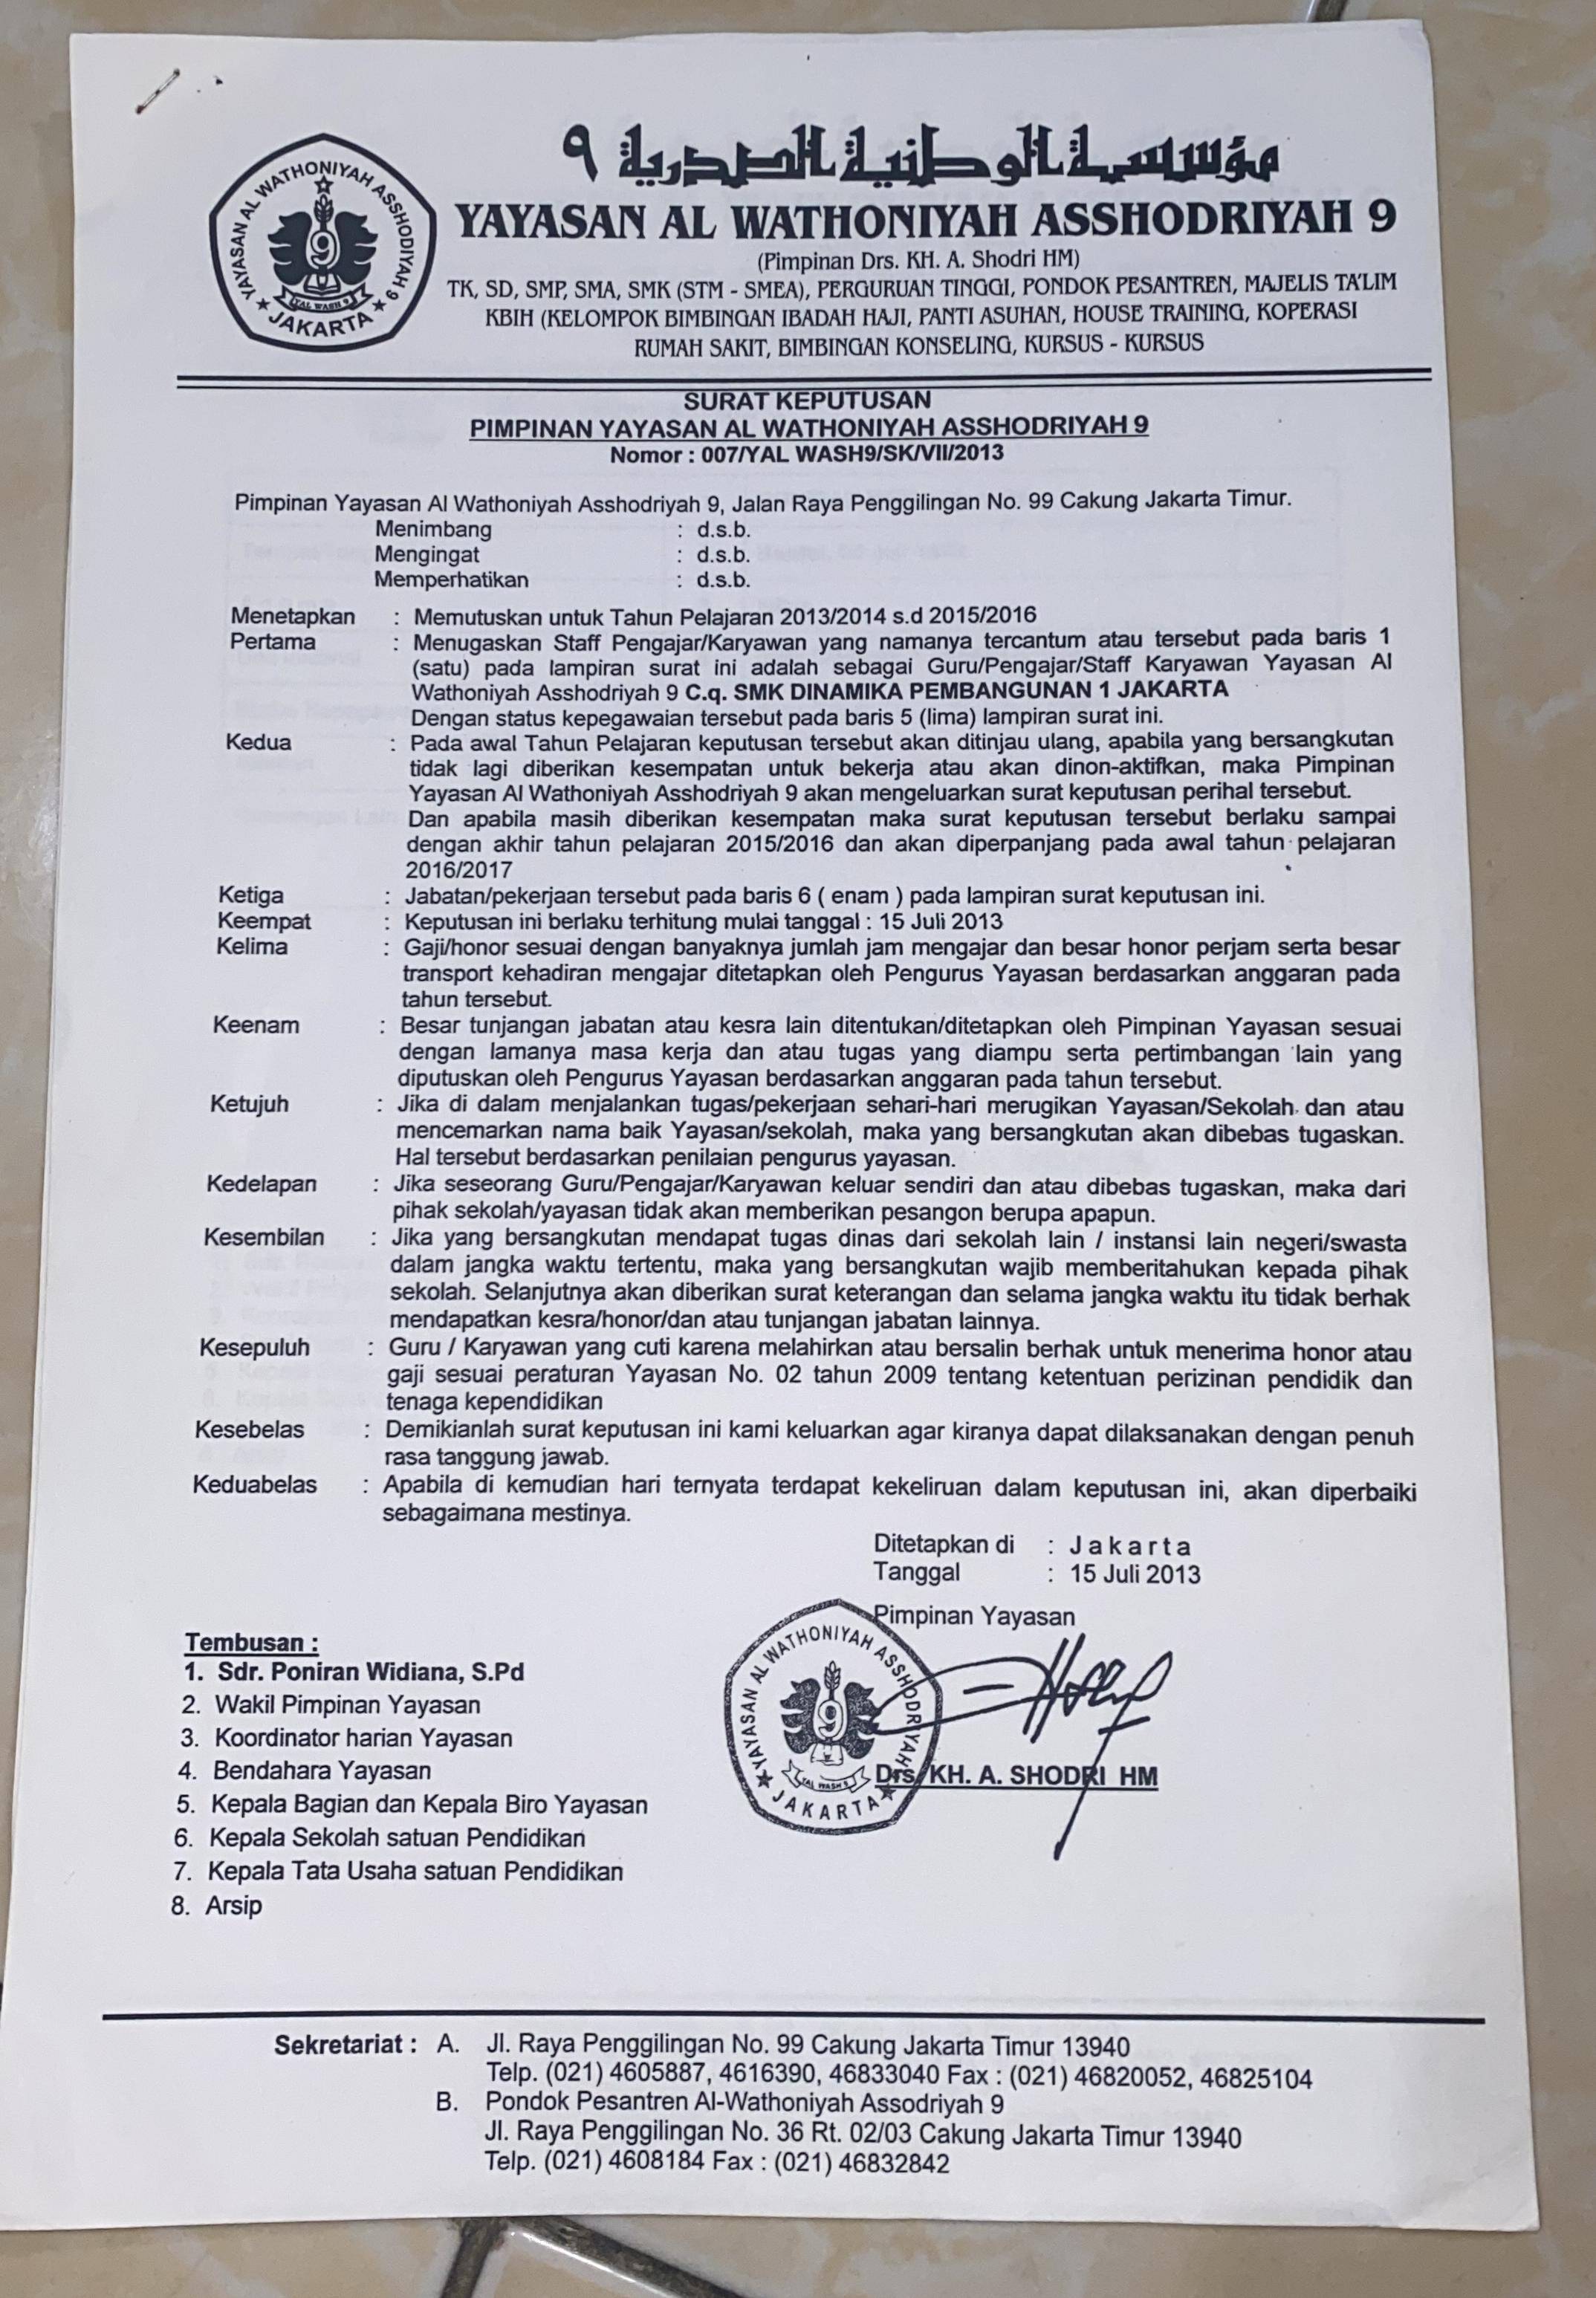 مؤسسة الوطنية الصدرية ٩
YAYASAN AL WATHONIYAH ASSHODRIYAH 9
(Pimpinan Drs. KH. A. Shodri HM)
TK, SD, SMP, SMA, SMK (STM - SMEA), PERGURUAN TINGGI, PONDOK PESANTREN, MAJELIS TA'LIM
KBIH (KELOMPOK BIMBINGAN IBADAH HAJI, PANTI ASUHAN, HOUSE TRAINING, KOPERASI
RUMAH SAKIT, BIMBINGAN KONSELING, KURSUS - KURSUS
YAYASAN AL WATHONIYAH ASSHODIYAH 9
9
YAL WASH 9
JAKARTA
SURAT KEPUTUSAN
PIMPINAN YAYASAN AL WATHONIYAH ASSHODRIYAH 9
Nomor : 007/YAL WASH9/SK/VII/2013
Pimpinan Yayasan Al Wathoniyah Asshodriyah 9, Jalan Raya Penggilingan No. 99 Cakung Jakarta Timur.
Menimbang : d.s.b.
Mengingat : d.s.b.
Memperhatikan : d.s.b.
Menetapkan : Memutuskan untuk Tahun Pelajaran 2013/2014 s.d 2015/2016
Pertama : Menugaskan Staff Pengajar/Karyawan yang namanya tercantum atau tersebut pada baris 1
(satu) pada lampiran surat ini adalah sebagai Guru/Pengajar/Staff Karyawan Yayasan Al
Wathoniyah Asshodriyah 9 C.q. SMK DINAMIKA PEMBANGUNAN 1 JAKARTA
Dengan status kepegawaian tersebut pada baris 5 (lima) lampiran surat ini.
Kedua : Pada awal Tahun Pelajaran keputusan tersebut akan ditinjau ulang, apabila yang bersangkutan
tidak lagi diberikan kesempatan untuk bekerja atau akan dinon-aktifkan, maka Pimpinan
Yayasan Al Wathoniyah Asshodriyah 9 akan mengeluarkan surat keputusan perihal tersebut.
Dan apabila masih diberikan kesempatan maka surat keputusan tersebut berlaku sampai
dengan akhir tahun pelajaran 2015/2016 dan akan diperpanjang pada awal tahun pelajaran
2016/2017
Ketiga : Jabatan/pekerjaan tersebut pada baris 6 ( enam ) pada lampiran surat keputusan ini.
Keempat : Keputusan ini berlaku terhitung mulai tanggal : 15 Juli 2013
Kelima : Gaji/honor sesuai dengan banyaknya jumlah jam mengajar dan besar honor perjam serta besar
transport kehadiran mengajar ditetapkan oleh Pengurus Yayasan berdasarkan anggaran pada
tahun tersebut.
Keenam : Besar tunjangan jabatan atau kesra lain ditentukan/ditetapkan oleh Pimpinan Yayasan sesuai
dengan lamanya masa kerja dan atau tugas yang diampu serta pertimbangan lain yang
diputuskan oleh Pengurus Yayasan berdasarkan anggaran pada tahun tersebut.
Ketujuh : Jika di dalam menjalankan tugas/pekerjaan sehari-hari merugikan Yayasan/Sekolah dan atau
mencemarkan nama baik Yayasan/sekolah, maka yang bersangkutan akan dibebas tugaskan.
Hal tersebut berdasarkan penilaian pengurus yayasan.
Kedelapan : Jika seseorang Guru/Pengajar/Karyawan keluar sendiri dan atau dibebas tugaskan, maka dari
pihak sekolah/yayasan tidak akan memberikan pesangon berupa apapun.
Kesembilan : Jika yang bersangkutan mendapat tugas dinas dari sekolah lain / instansi lain negeri/swasta
dalam jangka waktu tertentu, maka yang bersangkutan wajib memberitahukan kepada pihak
sekolah. Selanjutnya akan diberikan surat keterangan dan selama jangka waktu itu tidak berhak
mendapatkan kesra/honor/dan atau tunjangan jabatan lainnya.
Kesepuluh : Guru / Karyawan yang cuti karena melahirkan atau bersalin berhak untuk menerima honor atau
gaji sesuai peraturan Yayasan No. 02 tahun 2009 tentang ketentuan perizinan pendidik dan
tenaga kependidikan
Kesebelas : Demikianlah surat keputusan ini kami keluarkan agar kiranya dapat dilaksanakan dengan penuh
rasa tanggung jawab.
Keduabelas : Apabila di kemudian hari ternyata terdapat kekeliruan dalam keputusan ini, akan diperbaiki
sebagaimana mestinya.
Ditetapkan di : J a k a r t a
Tanggal : 15 Juli 2013
Pimpinan Yayasan
YAYASAN AL WATHONIYAH ASSHODRIYAH
9
YAL WASH 9
JAKARTA
Drs. KH. A. SHODRI HM
Tembusan :
1. Sdr. Poniran Widiana, S.Pd
2. Wakil Pimpinan Yayasan
3. Koordinator harian Yayasan
4. Bendahara Yayasan
5. Kepala Bagian dan Kepala Biro Yayasan
6. Kepala Sekolah satuan Pendidikan
7. Kepala Tata Usaha satuan Pendidikan
8. Arsip
Sekretariat : A. Jl. Raya Penggilingan No. 99 Cakung Jakarta Timur 13940
Telp. (021) 4605887, 4616390, 46833040 Fax : (021) 46820052, 46825104
B. Pondok Pesantren Al-Wathoniyah Assodriyah 9
Jl. Raya Penggilingan No. 36 Rt. 02/03 Cakung Jakarta Timur 13940
Telp. (021) 4608184 Fax : (021) 46832842